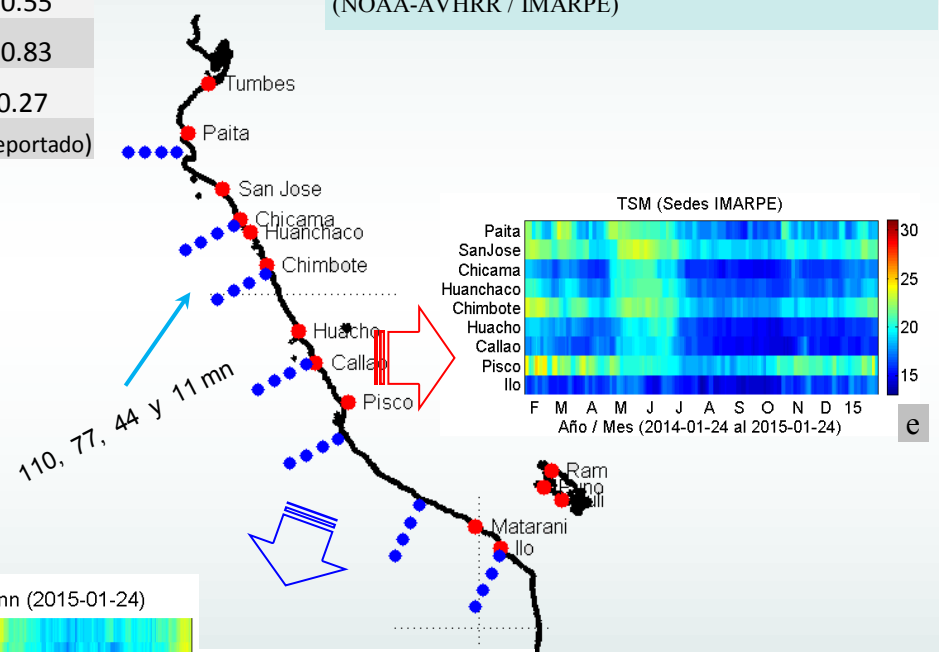 0.55
0.83
0.27
eportado)
(NOAA-AVHRR / IMARPE)
Tumbes
Paita
San Jose
Chicama
Huanchaco
Chimbote
Huacho
Callao
Pisco
Matarani
Ilo
Ram
110, 77, 44 y 11 mn
TSM (Sedes IMARPE)
Paita
SanJose
Chicama
Huanchaco
Chimbote
Huacho
Callao
Pisco
Ilo
30
25
20
15
F M A M J J A S O N D 15
Año / Mes (2014-01-24 al 2015-01-24)
e
nn (2015-01-24)